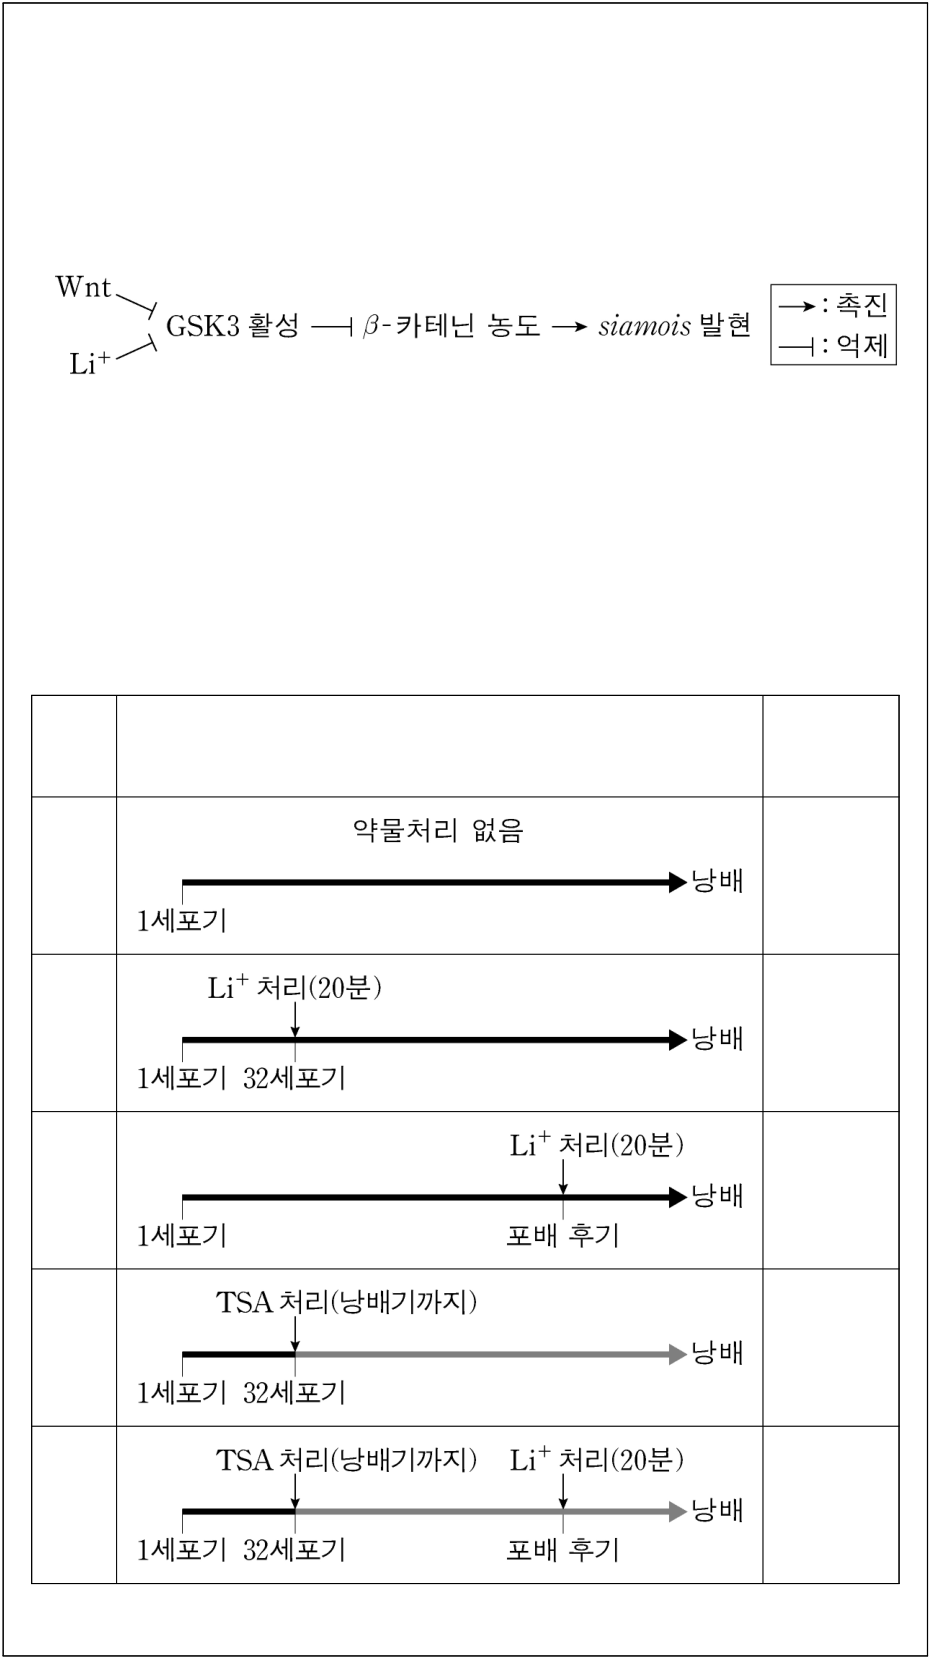 Wnt
Li⁺
GSK3 활성
β-카테닌 농도
siamois 발현
: 촉진
: 억제
약물처리 없음
낭배
1세포기
Li⁺ 처리(20분)
낭배
1세포기 32세포기
Li⁺ 처리(20분)
낭배
1세포기 포배 후기
TSA 처리(낭배기까지)
낭배
1세포기 32세포기
TSA 처리(낭배기까지) Li⁺ 처리(20분)
낭배
1세포기 32세포기 포배 후기